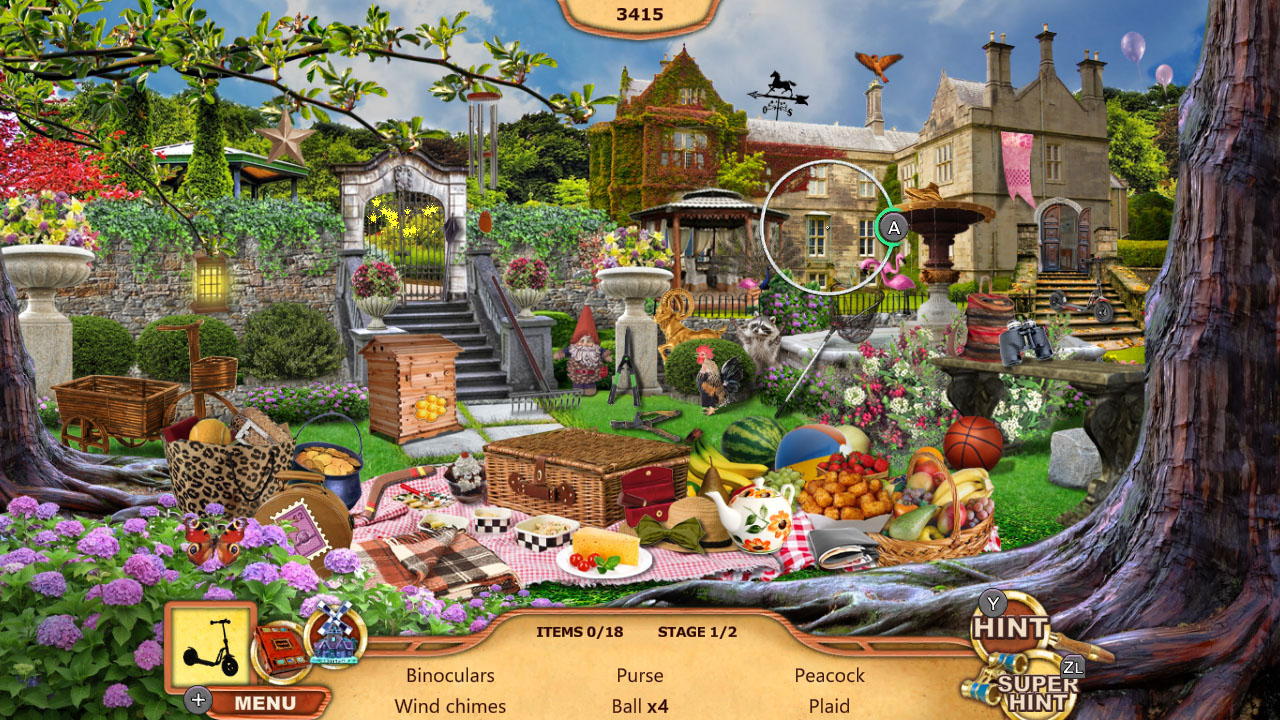 3415
S
A
ITEMS 0/18 STAGE 1/2
Binoculars Purse Peacock
Wind chimes Ball x4 Plaid
+ MENU
Y
HINT
ZL
SUPER
HINT